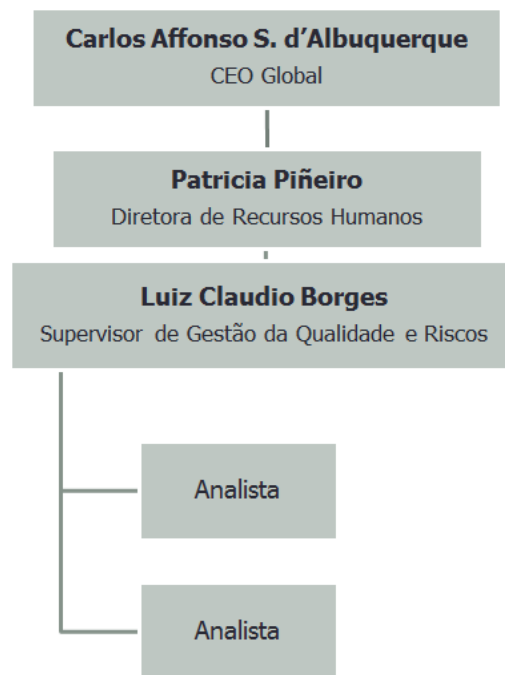 Carlos Affonso S. d’Albuquerque
CEO Global
Patricia Piñeiro
Diretora de Recursos Humanos
Luiz Claudio Borges
Supervisor de Gestão da Qualidade e Riscos
Analista
Analista